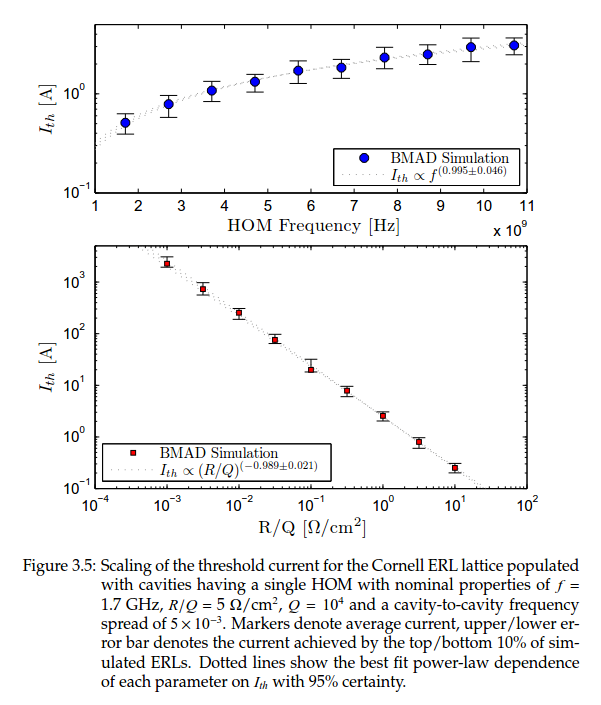 10^0
10^-1
I_th [A]
BMAD Simulation
I_th ∝ f^(0.995±0.046)
1 2 3 4 5 6 7 8 9 10 11
HOM Frequency [Hz]
x 10^9
10^3
10^2
10^1
10^0
10^-1
I_th [A]
BMAD Simulation
I_th ∝ (R/Q)^(−0.989±0.021)
10^-4 10^-3 10^-2 10^-1 10^0 10^1 10^2
R/Q [Ω/cm^2]
Figure 3.5: Scaling of the threshold current for the Cornell ERL lattice populated
with cavities having a single HOM with nominal properties of f =
1.7 GHz, R/Q = 5 Ω/cm^2, Q = 10^4 and a cavity-to-cavity frequency
spread of 5 × 10^-3. Markers denote average current, upper/lower er-
ror bar denotes the current achieved by the top/bottom 10% of sim-
ulated ERLs. Dotted lines show the best fit power-law dependence
of each parameter on I_th with 95% certainty.